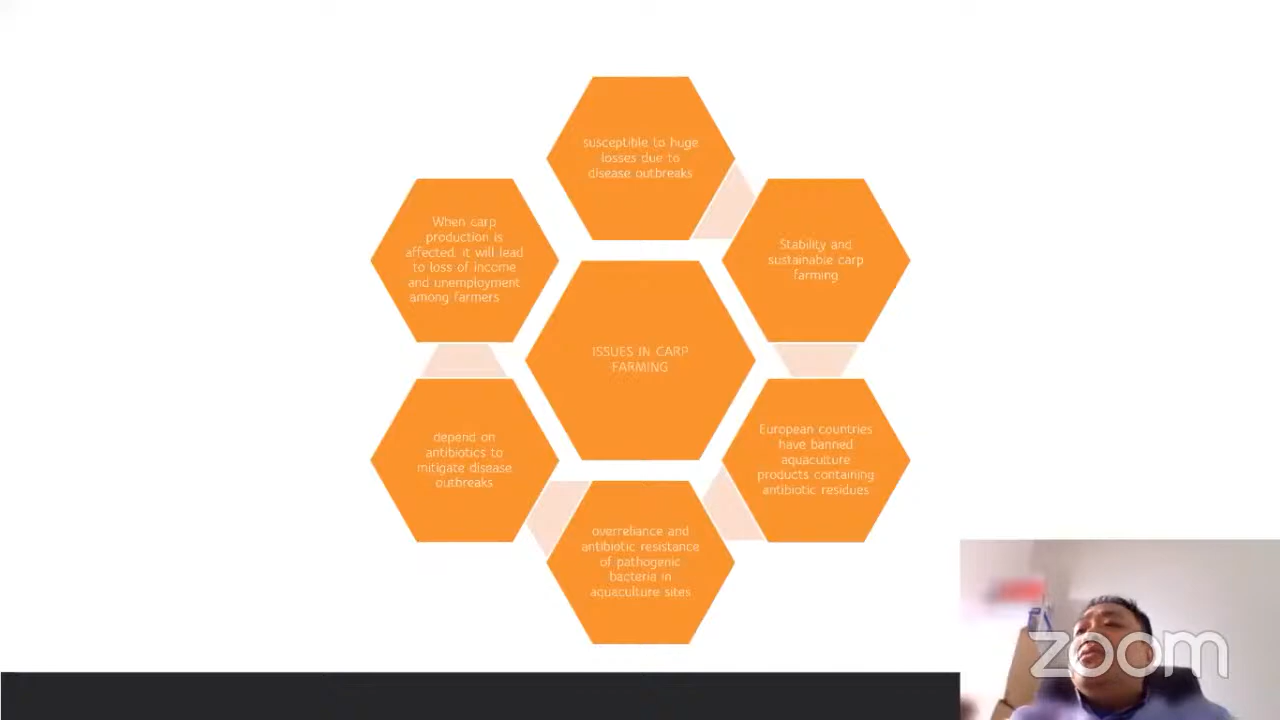 susceptible to huge
losses due to
disease outbreaks
Stability and
sustainable carp
farming
European countries
have banned
aquaculture
products containing
antibiotic residues
overreliance and
antibiotic resistance
of pathogenic
bacteria in
aquaculture sites
depend on
antibiotics to
mitigate disease
outbreaks
When carp
production is
affected, it will lead
to loss of income
and unemployment
among farmers
ISSUES IN CARP
FARMING
zoom